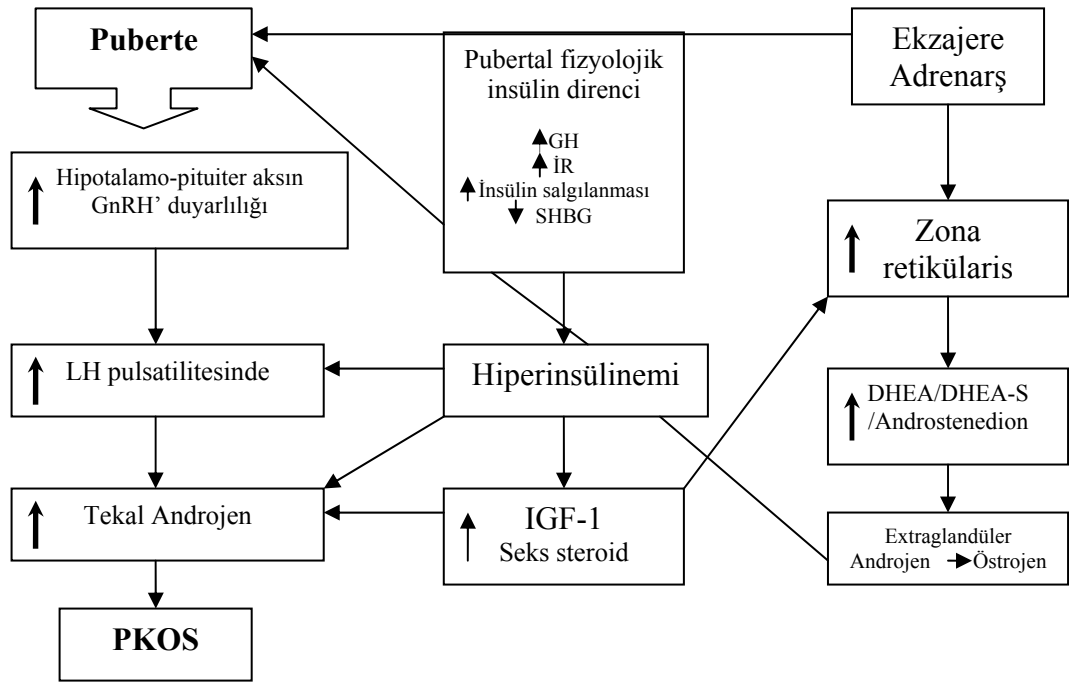 Puberte
Hipotalamo-pituiter aksın
GnRH’ duyarlılığı
LH pulsatilitesinde
Tekal Androjen
PKOS
Pubertal fizyolojik
insülin direnci
GH
İR
İnsülin salgılanması
SHBG
Hiperinsülinemi
IGF-1
Seks steroid
Ekzajere
Adrenarş
Zona
retikülaris
DHEA/DHEA-S
/Androstenedion
Extraglandüler
Androjen Östrojen